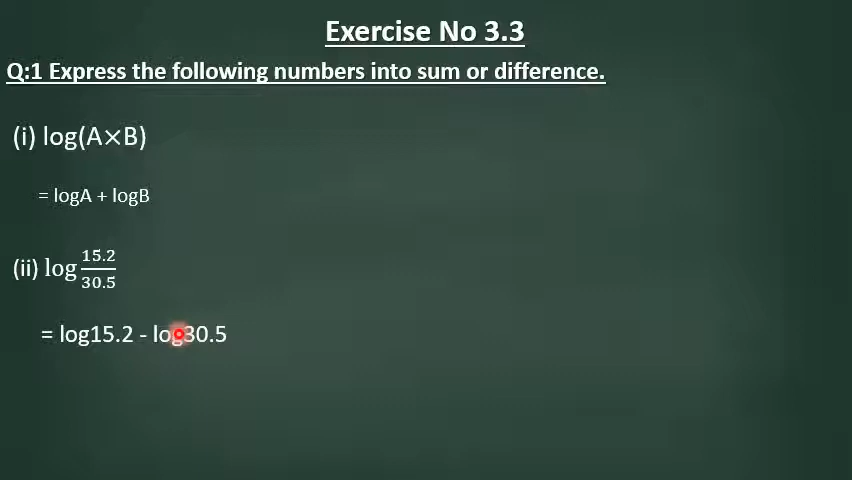 Exercise No 3.3
Q:1 Express the following numbers into sum or difference.
(i) log(A×B)
= logA + logB
(ii) log 15.2/30.5
= log15.2 - log30.5